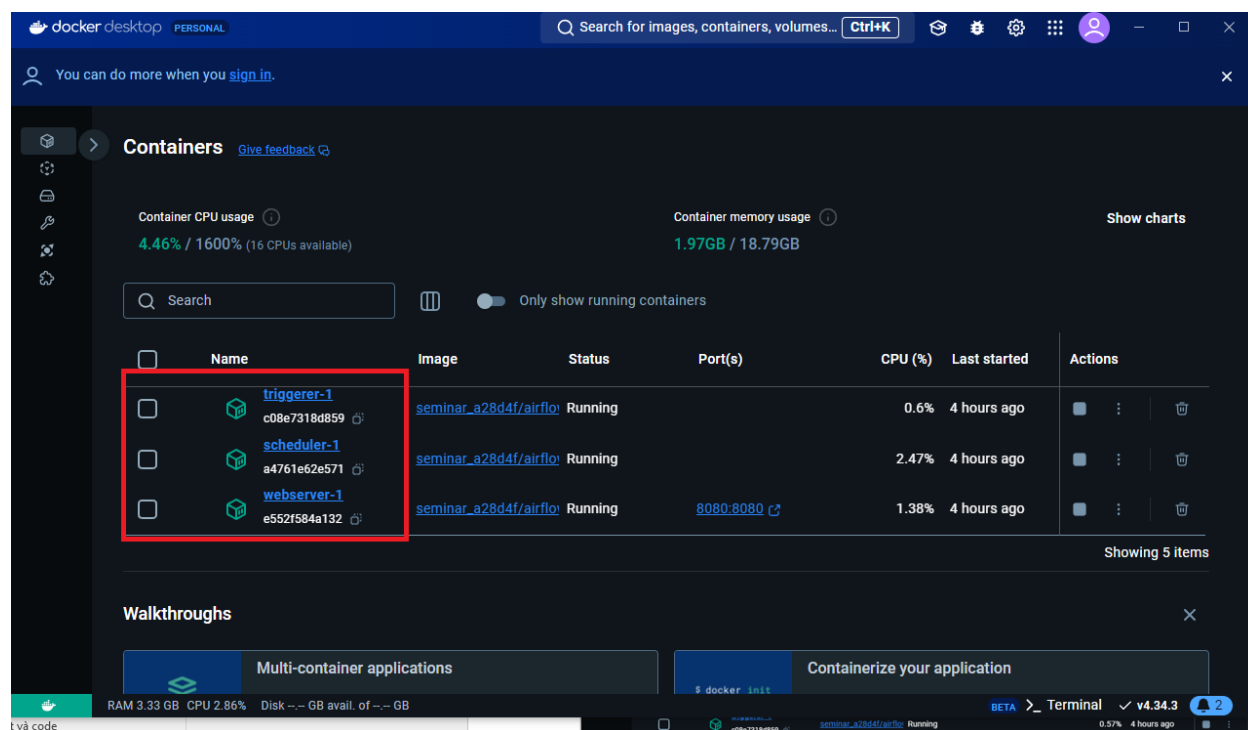 docker desktop PERSONAL Search for images, containers, volumes... Ctrl+K
You can do more when you sign in.
Containers Give feedback
Container CPU usage Container memory usage Show charts
4.46% / 1600% (16 CPUs available) 1.97GB / 18.79GB
Search Only show running containers
Name Image Status Port(s) CPU (%) Last started Actions
triggerer-1
c08e7318d859 seminar_a28d4f/airflo Running 0.6% 4 hours ago
scheduler-1
a4761e62e571 seminar_a28d4f/airflo Running 2.47% 4 hours ago
webserver-1
e552f584a132 seminar_a28d4f/airflo Running 8080:8080 1.38% 4 hours ago
Showing 5 items
Walkthroughs
Multi-container applications Containerize your application
$ docker init
RAM 3.33 GB CPU 2.86% Disk --.-- GB avail. of --.-- GB BETA >_ Terminal v4.34.3 2
t và code seminar_a28d4f/airflo Running 0.57% 4 hours ago